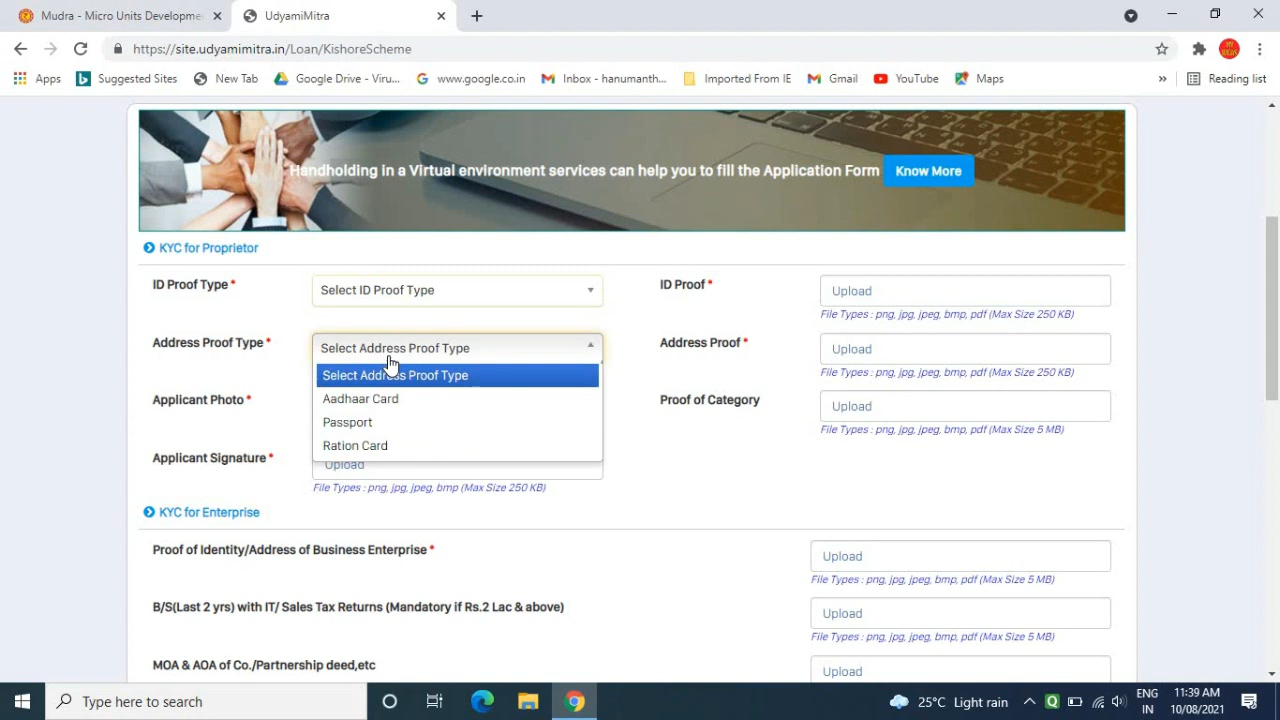 Mudra - Micro Units Developme
UdyamiMitra
https://site.udyamimitra.in/Loan/KishoreScheme
Apps
Suggested Sites
New Tab
Google Drive - Viru...
www.google.co.in
Inbox - hanumanth...
Imported From IE
Gmail
YouTube
Maps
»
Reading list
Handholding in a Virtual environment services can help you to fill the Application Form Know More
KYC for Proprietor
ID Proof Type *
Select ID Proof Type
ID Proof *
Upload
File Types : png, jpg, jpeg, bmp, pdf (Max Size 250 KB)
Address Proof Type *
Select Address Proof Type
Address Proof *
Upload
File Types : png, jpg, jpeg, bmp, pdf (Max Size 250 KB)
Select Address Proof Type
Aadhaar Card
Passport
Ration Card
Applicant Photo *
Proof of Category
Upload
File Types : png, jpg, jpeg, bmp, pdf (Max Size 5 MB)
Applicant Signature *
Upload
File Types : png, jpg, jpeg, bmp (Max Size 250 KB)
KYC for Enterprise
Proof of Identity/Address of Business Enterprise *
Upload
File Types : png, jpg, jpeg, bmp, pdf (Max Size 5 MB)
B/S(Last 2 yrs) with IT/ Sales Tax Returns (Mandatory if Rs.2 Lac & above)
Upload
File Types : png, jpg, jpeg, bmp, pdf (Max Size 5 MB)
MOA & AOA of Co./Partnership deed,etc
Upload
Type here to search
25°C Light rain
ENG
IN
11:39 AM
10/08/2021